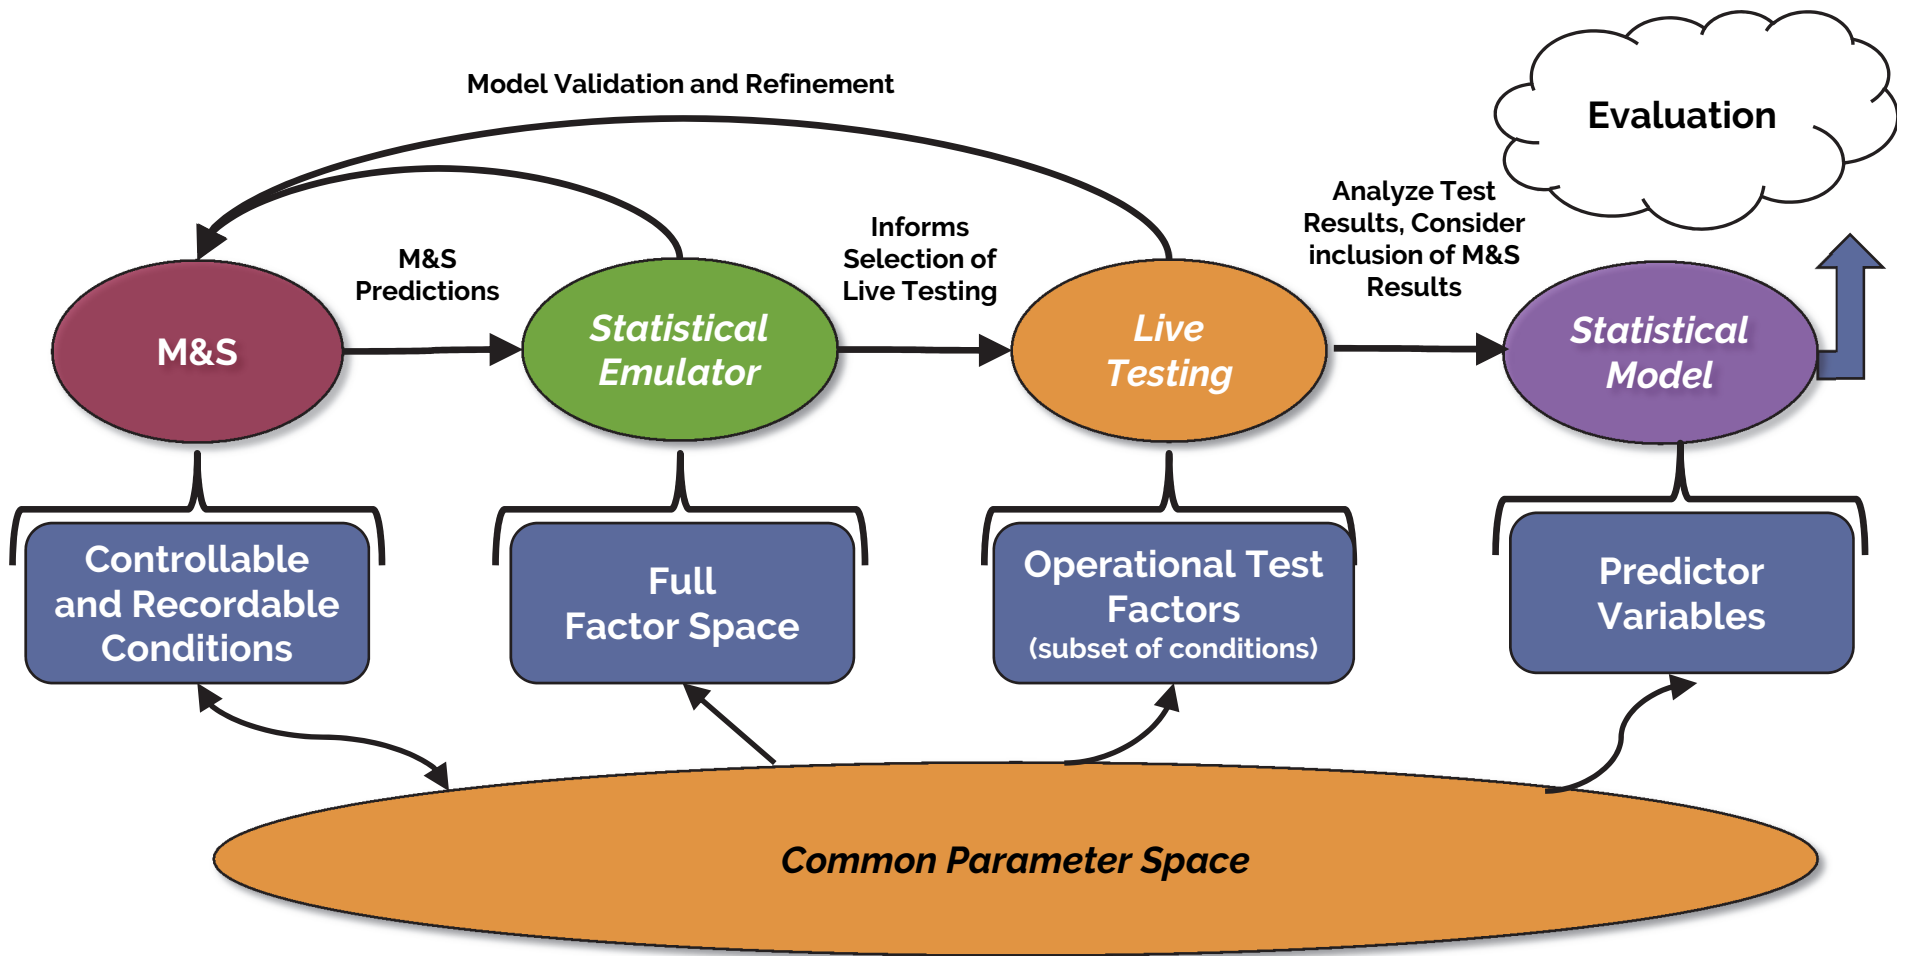 Model Validation and Refinement
Evaluation
Analyze Test
Results, Consider
inclusion of M&S
Results
Informs
Selection of
Live Testing
M&S
Predictions
M&S
Statistical
Emulator
Live
Testing
Statistical
Model
Controllable
and Recordable
Conditions
Full
Factor Space
Operational Test
Factors
(subset of conditions)
Predictor
Variables
Common Parameter Space